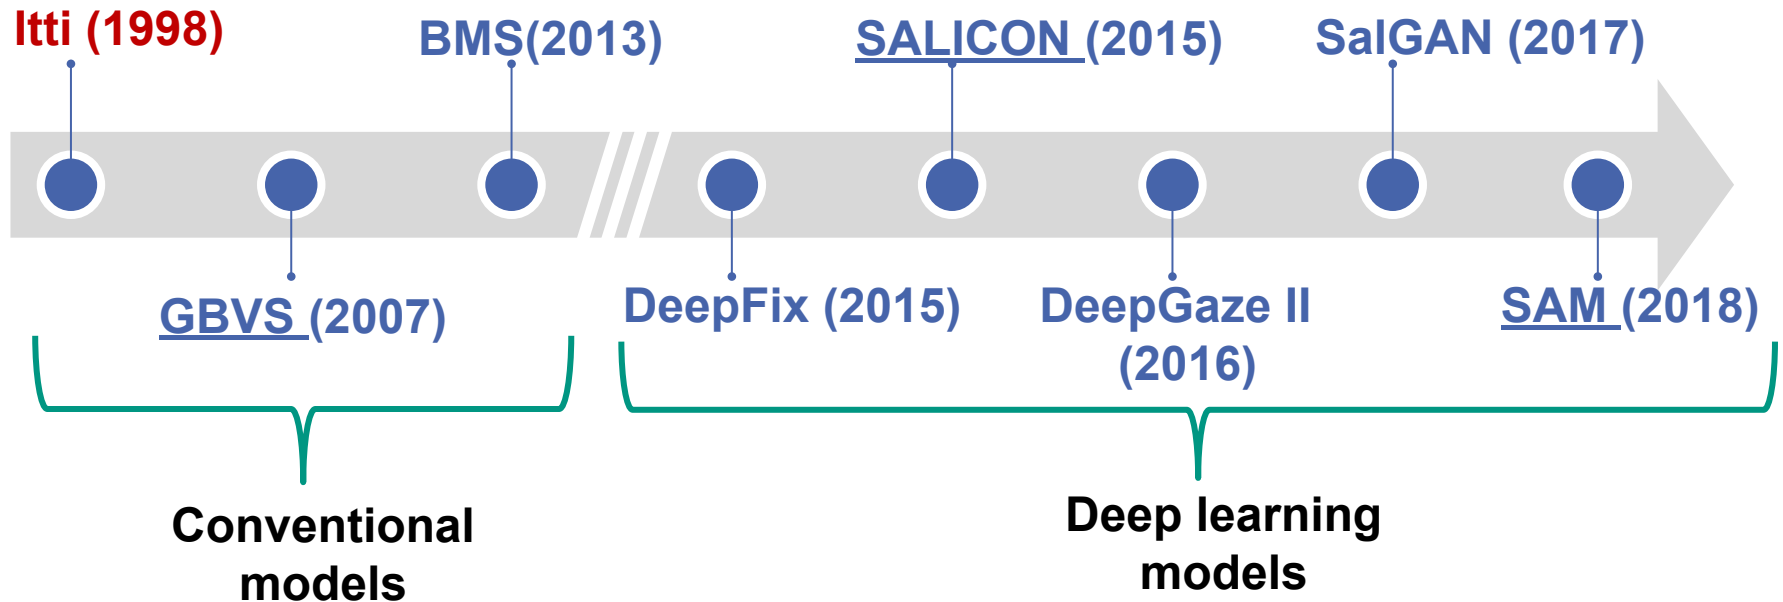 Itti (1998)
BMS(2013)
SALICON (2015)
SalGAN (2017)
GBVS (2007)
DeepFix (2015)
DeepGaze II
(2016)
SAM (2018)
Conventional
models
Deep learning
models